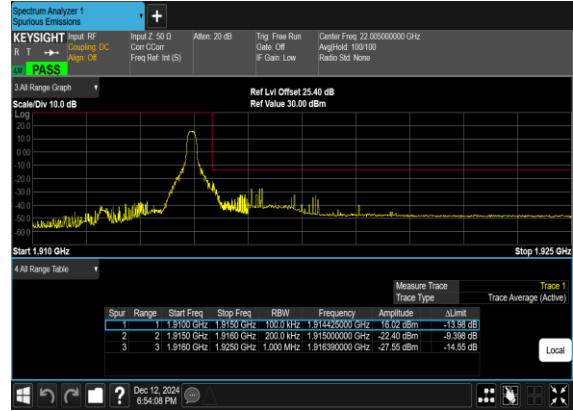 Spectrum Analyzer 1
Spurious Emissions
KEYSIGHT Input: RF Input Z: 50 Ω Atten: 20 dB Trig: Free Run Center Freq: 22.005000000 GHz
R T Coupling: DC Corr CCorr Gate: Off Avg|Hold: 100/100
Align: Off Freq Ref: Int (S) IF Gain: Low Radio Std: None
PASS
3 All Range Graph
Ref Lvl Offset 25.40 dB
Scale/Div 10.0 dB Ref Value 30.00 dBm
Log
20.0
10.0
0.00
-10.0
-20.0
-30.0
-40.0
-50.0
-60.0
Start 1.910 GHz Stop 1.925 GHz
4 All Range Table
Measure Trace Trace 1
Trace Type Trace Average (Active)
Spur Range Start Freq Stop Freq RBW Frequency Amplitude ΔLimit
1 1 1.9100 GHz 1.9150 GHz 100.0 kHz 1.914425000 GHz 16.02 dBm -13.98 dB
2 2 1.9150 GHz 1.9160 GHz 200.0 kHz 1.915000000 GHz -22.40 dBm -9.398 dB
3 3 1.9160 GHz 1.9250 GHz 1.000 MHz 1.916390000 GHz -27.55 dBm -14.55 dB
Local
Dec 12, 2024
6:54:08 PM